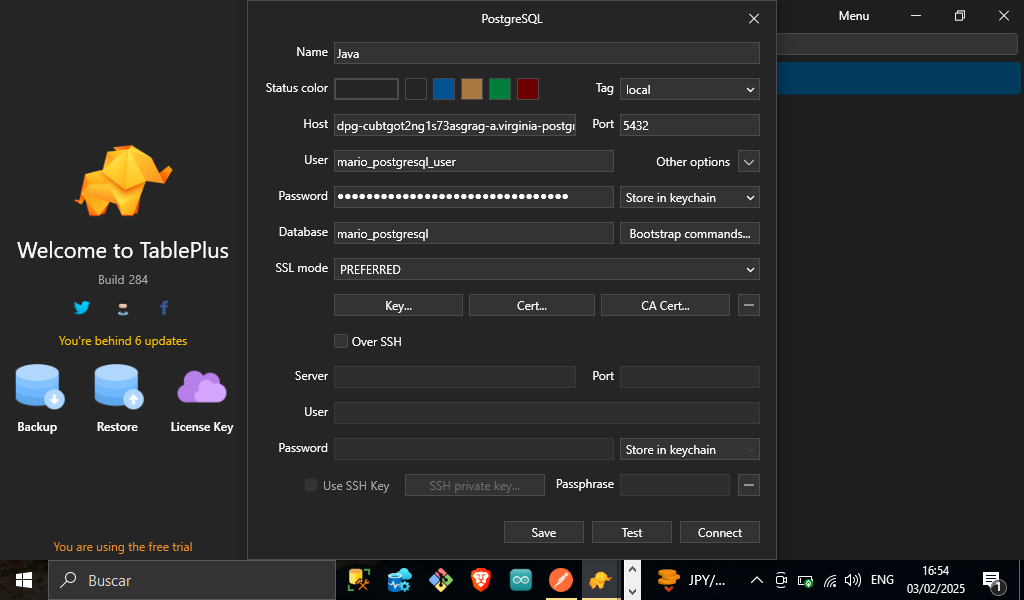 PostgreSQL
Menu
Name Java
Status color Tag local
Host dpg-cubtgot2ng1s73asgrag-a.virginia-postgr Port 5432
User mario_postgresql_user Other options
Password Store in keychain
Database mario_postgresql Bootstrap commands...
SSL mode PREFERRED
Key... Cert... CA Cert...
Over SSH
Server Port
User
Password Store in keychain
Use SSH Key SSH private key... Passphrase
Save Test Connect
Welcome to TablePlus
Build 284
You're behind 6 updates
Backup Restore License Key
You are using the free trial
Buscar
JPY/...
ENG
16:54
03/02/2025
1